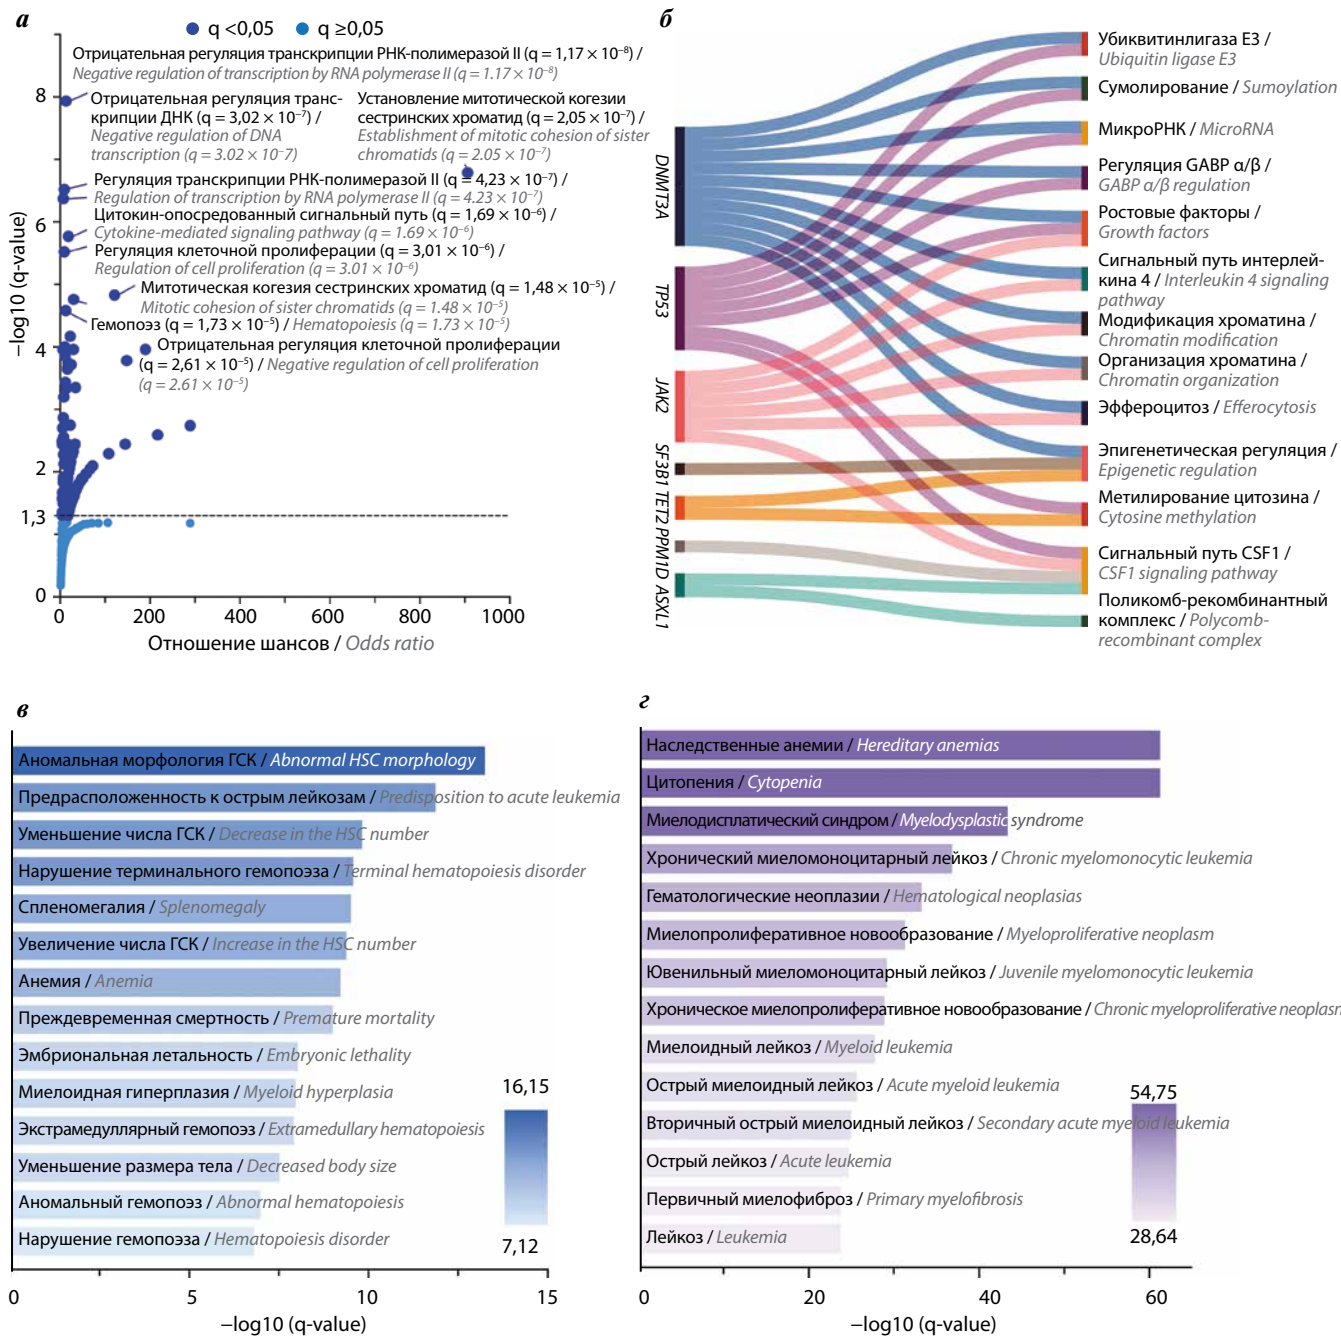 а
q <0,05 q ≥0,05
Отрицательная регуляция транскрипции РНК-полимеразой II (q = 1,17 × 10⁻⁸) /
Negative regulation of transcription by RNA polymerase II (q = 1.17 × 10⁻⁸)
Отрицательная регуляция транс-
крипции ДНК (q = 3,02 × 10⁻⁷) /
Negative regulation of DNA
transcription (q = 3.02 × 10⁻7)
Установление митотической когезии
сестринских хроматид (q = 2,05 × 10⁻⁷) /
Establishment of mitotic cohesion of sister
chromatids (q = 2.05 × 10⁻⁷)
Регуляция транскрипции РНК-полимеразой II (q = 4,23 × 10⁻⁷) /
Regulation of transcription by RNA polymerase II (q = 4.23 × 10⁻⁷)
Цитокин-опосредованный сигнальный путь (q = 1,69 × 10⁻⁶) /
Cytokine-mediated signaling pathway (q = 1.69 × 10⁻⁶)
Регуляция клеточной пролиферации (q = 3,01 × 10⁻⁶) /
Regulation of cell proliferation (q = 3.01 × 10⁻⁶)
Митотическая когезия сестринских хроматид (q = 1,48 × 10⁻⁵) /
Mitotic cohesion of sister chromatids (q = 1.48 × 10⁻⁵)
Гемопоэз (q = 1,73 × 10⁻⁵) / Hematopoiesis (q = 1.73 × 10⁻⁵)
Отрицательная регуляция клеточной пролиферации
(q = 2,61 × 10⁻⁵) / Negative regulation of cell proliferation
(q = 2.61 × 10⁻⁵)
−log10 (q-value)
8
6
4
2
1,3
0
0 200 400 600 800 1000
Отношение шансов / Odds ratio
б
DNMT3A
TP53
JAK2
SF3B1
TET2
PPM1D
ASXL1
Убиквитинлигаза E3 /
Ubiquitin ligase E3
Сумолирование / Sumoylation
МикроРНК / MicroRNA
Регуляция GABP α/β /
GABP α/β regulation
Ростовые факторы /
Growth factors
Сигнальный путь интерлей-
кина 4 / Interleukin 4 signaling
pathway
Модификация хроматина /
Chromatin modification
Организация хроматина /
Chromatin organization
Эффероцитоз / Efferocytosis
Эпигенетическая регуляция /
Epigenetic regulation
Метилирование цитозина /
Cytosine methylation
Сигнальный путь CSF1 /
CSF1 signaling pathway
Поликомб-рекомбинантный
комплекс / Polycomb-
recombinant complex
в
Аномальная морфология ГСК / Abnormal HSC morphology
Предрасположенность к острым лейкозам / Predisposition to acute leukemia
Уменьшение числа ГСК / Decrease in the HSC number
Нарушение терминального гемопоэза / Terminal hematopoiesis disorder
Спленомегалия / Splenomegaly
Увеличение числа ГСК / Increase in the HSC number
Анемия / Anemia
Преждевременная смертность / Premature mortality
Эмбриональная летальность / Embryonic lethality
Миелоидная гиперплазия / Myeloid hyperplasia
Экстрамедуллярный гемопоэз / Extramedullary hematopoiesis
Уменьшение размера тела / Decreased body size
Аномальный гемопоэз / Abnormal hematopoiesis
Нарушение гемопоэза / Hematopoiesis disorder
16,15
7,12
0 5 10 15
−log10 (q-value)
г
Наследственные анемии / Hereditary anemias
Цитопения / Cytopenia
Миелодисплатический синдром / Myelodysplastic syndrome
Хронический миеломоноцитарный лейкоз / Chronic myelomonocytic leukemia
Гематологические неоплазии / Hematological neoplasias
Миелопролиферативное новообразование / Myeloproliferative neoplasm
Ювенильный миеломоноцитарный лейкоз / Juvenile myelomonocytic leukemia
Хроническое миелопролиферативное новообразование / Chronic myeloproliferative neoplasm
Миелоидный лейкоз / Myeloid leukemia
Острый миелоидный лейкоз / Acute myeloid leukemia
Вторичный острый миелоидный лейкоз / Secondary acute myeloid leukemia
Острый лейкоз / Acute leukemia
Первичный миелофиброз / Primary myelofibrosis
Лейкоз / Leukemia
54,75
28,64
0 20 40 60
−log10 (q-value)